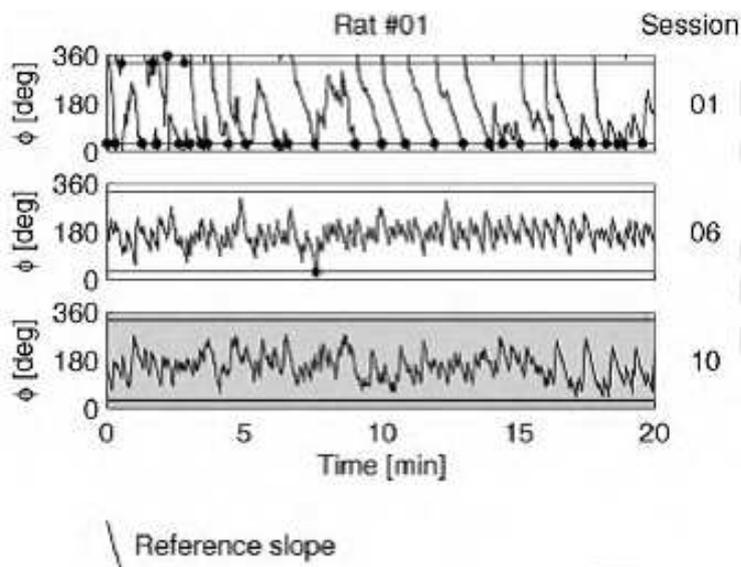 Rat #01 Session
360
180
0
ϕ [deg]
01
360
180
0
ϕ [deg]
06
360
180
0
ϕ [deg]
10
0 5 10 15 20
Time [min]
Reference slope